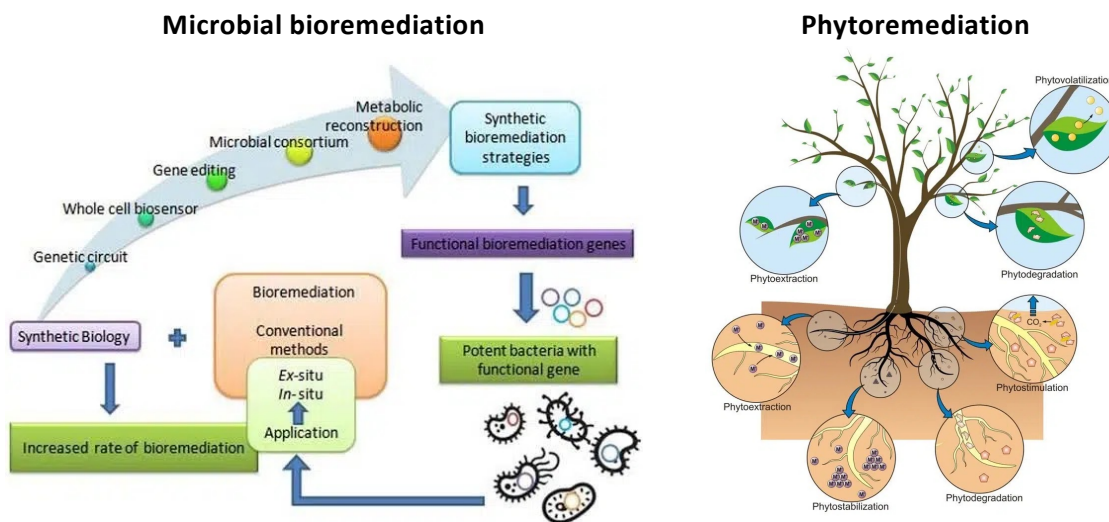 Microbial bioremediation
Metabolic
reconstruction
Microbial consortium
Gene editing
Whole cell biosensor
Genetic circuit
Synthetic Biology
Increased rate of bioremediation
Bioremediation
Conventional
methods
Ex-situ
In-situ
Application
Synthetic
bioremediation
strategies
Functional bioremediation genes
Potent bacteria with
functional gene
Phytoremediation
Phytovolatilization
Phytoextraction
Phytodegradation
CO₂
Phytoextraction
Phytostimulation
Phytostabilization
Phytodegradation